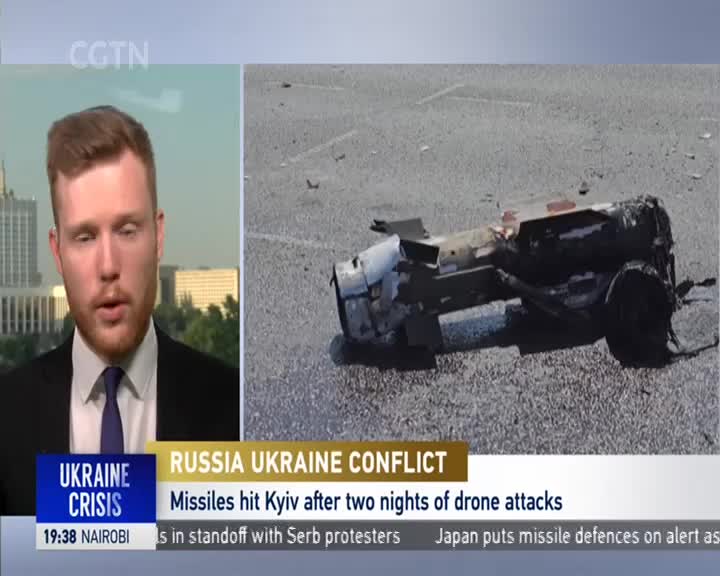 CGTN
RUSSIA UKRAINE CONFLICT
UKRAINE
CRISIS
Missiles hit Kyiv after two nights of drone attacks
19:38 NAIROBI
in standoff with Serb protesters Japan puts missile defences on alert as